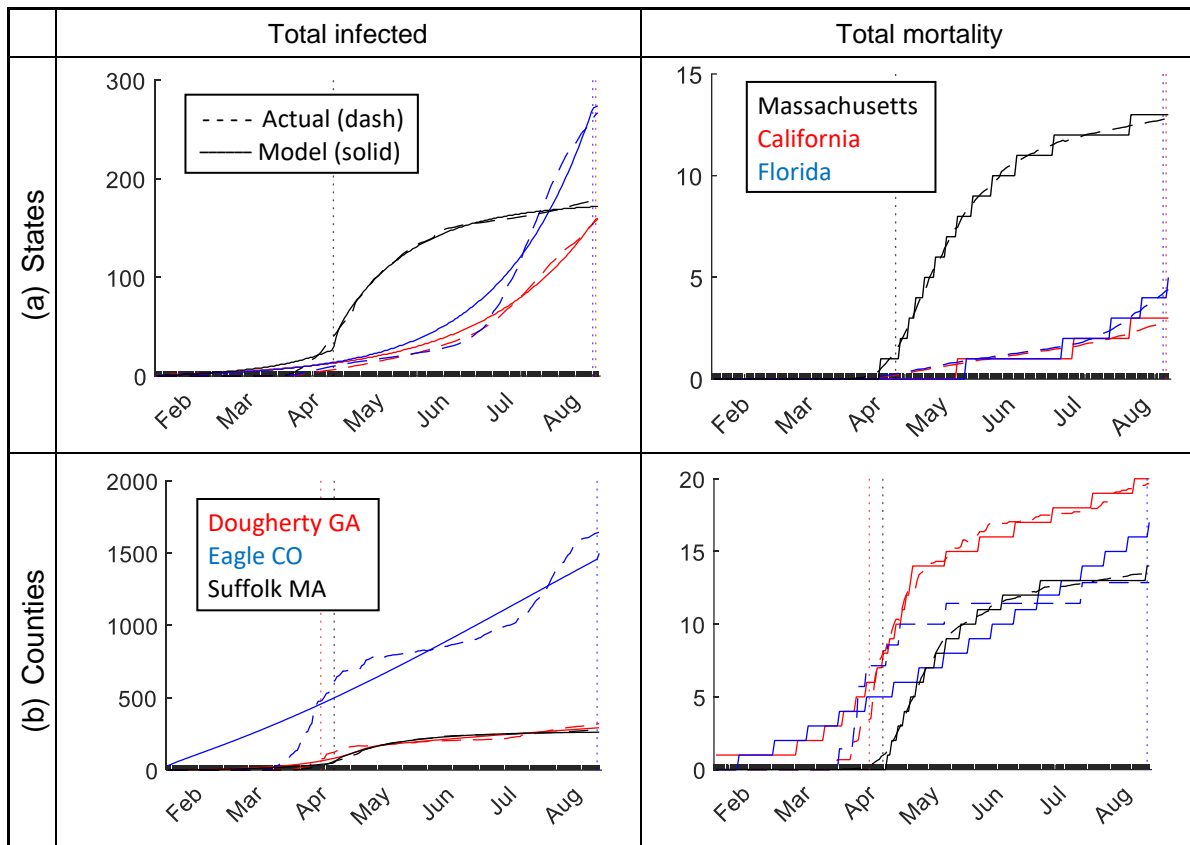 Total infected
Total mortality
(a) States
300
200
100
0
Feb
Mar
Apr
May
Jun
Jul
Aug
Actual (dash)
Model (solid)
15
10
5
0
Feb
Mar
Apr
May
Jun
Jul
Aug
Massachusetts
California
Florida
(b) Counties
2000
1500
1000
500
0
Feb
Mar
Apr
May
Jun
Jul
Aug
Dougherty GA
Eagle CO
Suffolk MA
20
15
10
5
0
Feb
Mar
Apr
May
Jun
Jul
Aug